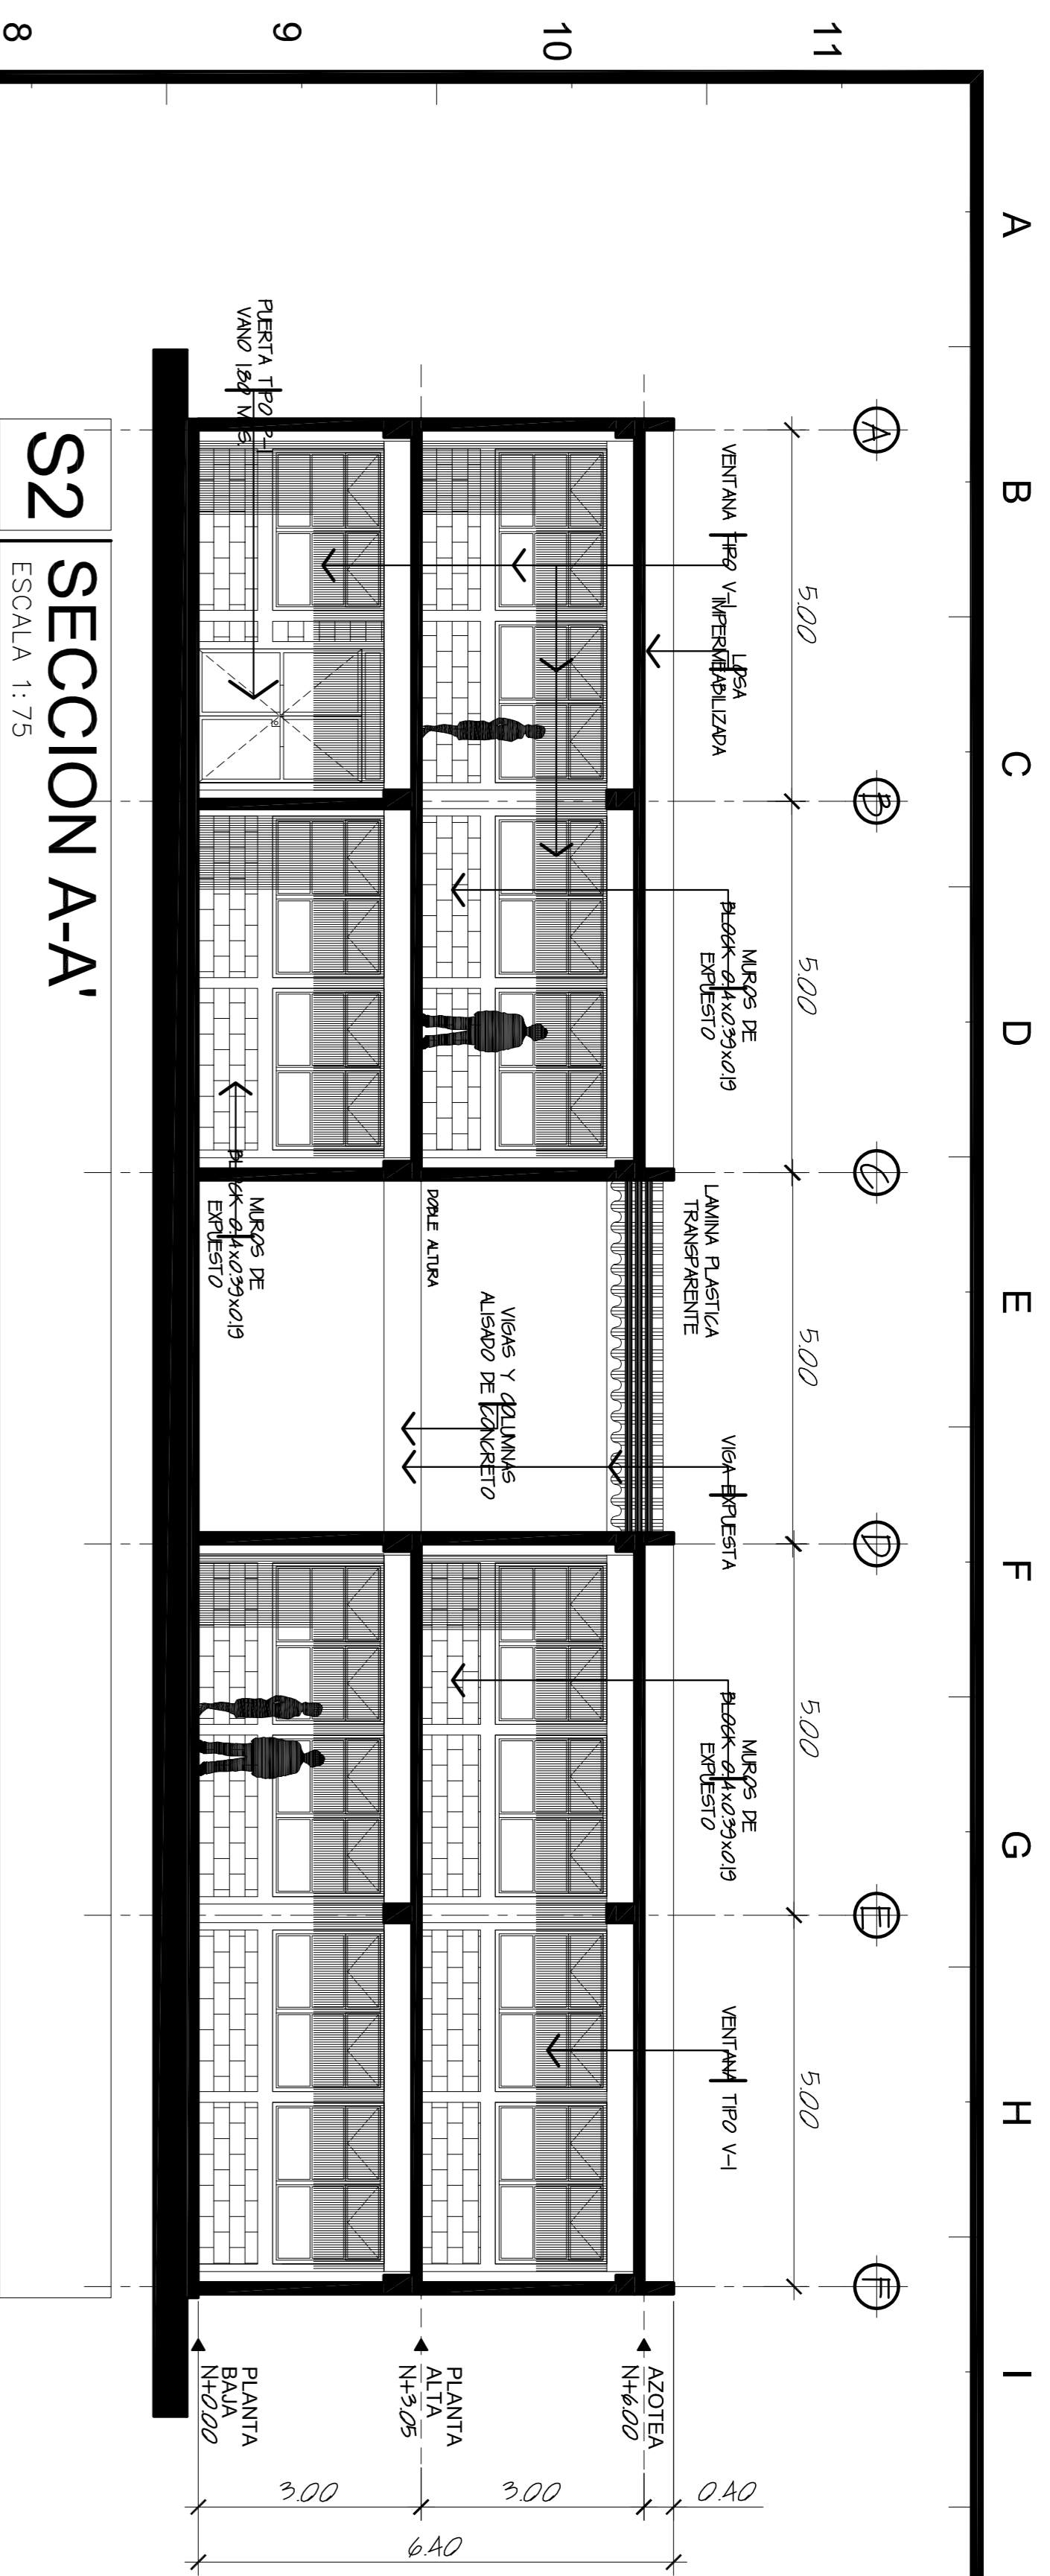 A
B
C
D
E
F
G
H
I
11
10
9
8
A
B
C
D
E
F
5.00
5.00
5.00
5.00
5.00
VENTANA TIPO V-1
LOSA
IMPERMEABILIZADA
MUROS DE
BLOCK 0.14x0.39x0.19
EXPUESTO
LAMINA PLASTICA
TRANSPARENTE
VIGA EXPUESTA
MUROS DE
BLOCK 0.14x0.39x0.19
EXPUESTO
VENTANA TIPO V-1
VIGAS Y COLUMNAS
ALISADO DE CONCRETO
DOBLE ALTURA
PUERTA TIPO P-1
VANO 1.80 MTS.
MUROS DE
BLOCK 0.14x0.39x0.19
EXPUESTO
AZOTEA
N+6.00
PLANTA
ALTA
N+3.05
PLANTA
BAJA
N+0.00
0.40
3.00
3.00
6.40
S2
SECCION A-A'
ESCALA 1:75